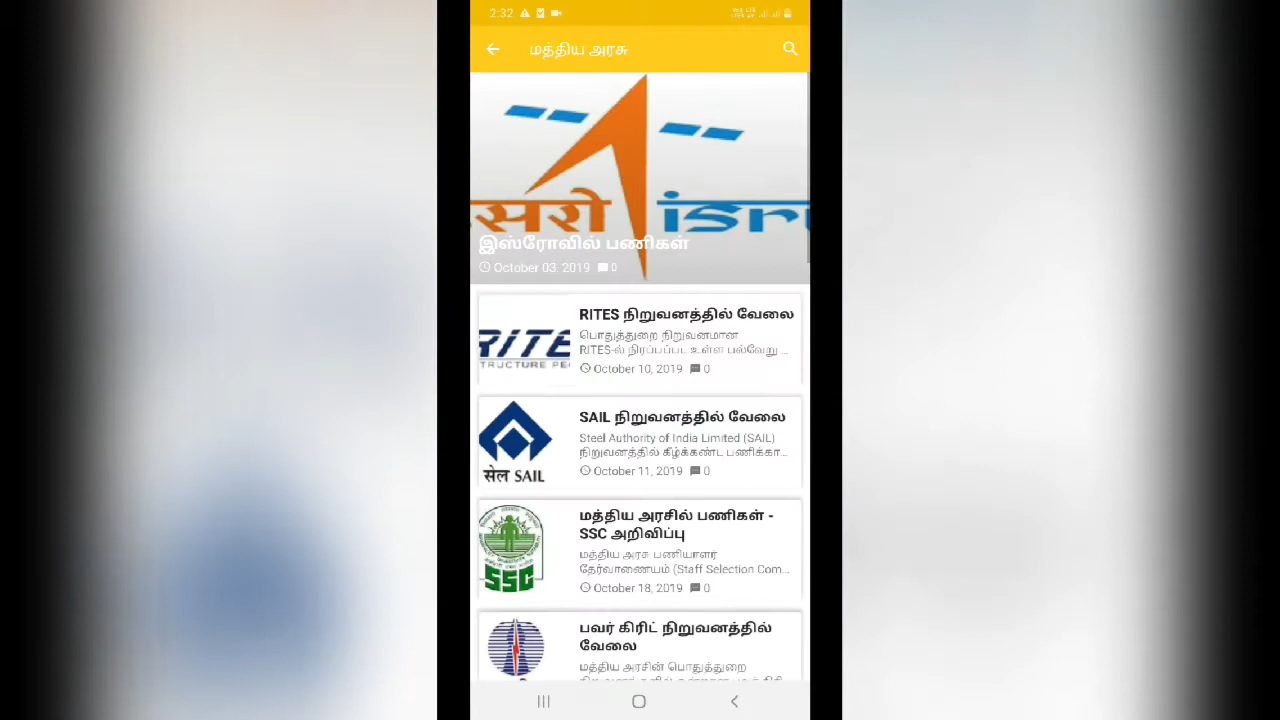 2:32
மத்திய அரசு
इसरो isro
இஸ்ரோவில் பணிகள்
October 03, 2019 0
RITES நிறுவனத்தில் வேலை
பொதுத்துறை நிறுவனமான
RITES-ல் நிரப்பப்பட உள்ள பல்வேறு ...
October 10, 2019 0
RITE
TRUCTURE PE
SAIL நிறுவனத்தில் வேலை
Steel Authority of India Limited (SAIL)
நிறுவனத்தில் கீழ்க்கண்ட பணிக்கா...
October 11, 2019 0
सेल SAIL
மத்திய அரசில் பணிகள் -
SSC அறிவிப்பு
மத்திய அரசு பணியாளர்
தேர்வாணையம் (Staff Selection Com...
October 18, 2019 0
SSC
பவர் கிரிட் நிறுவனத்தில்
வேலை
மத்திய அரசின் பொதுத்துறை